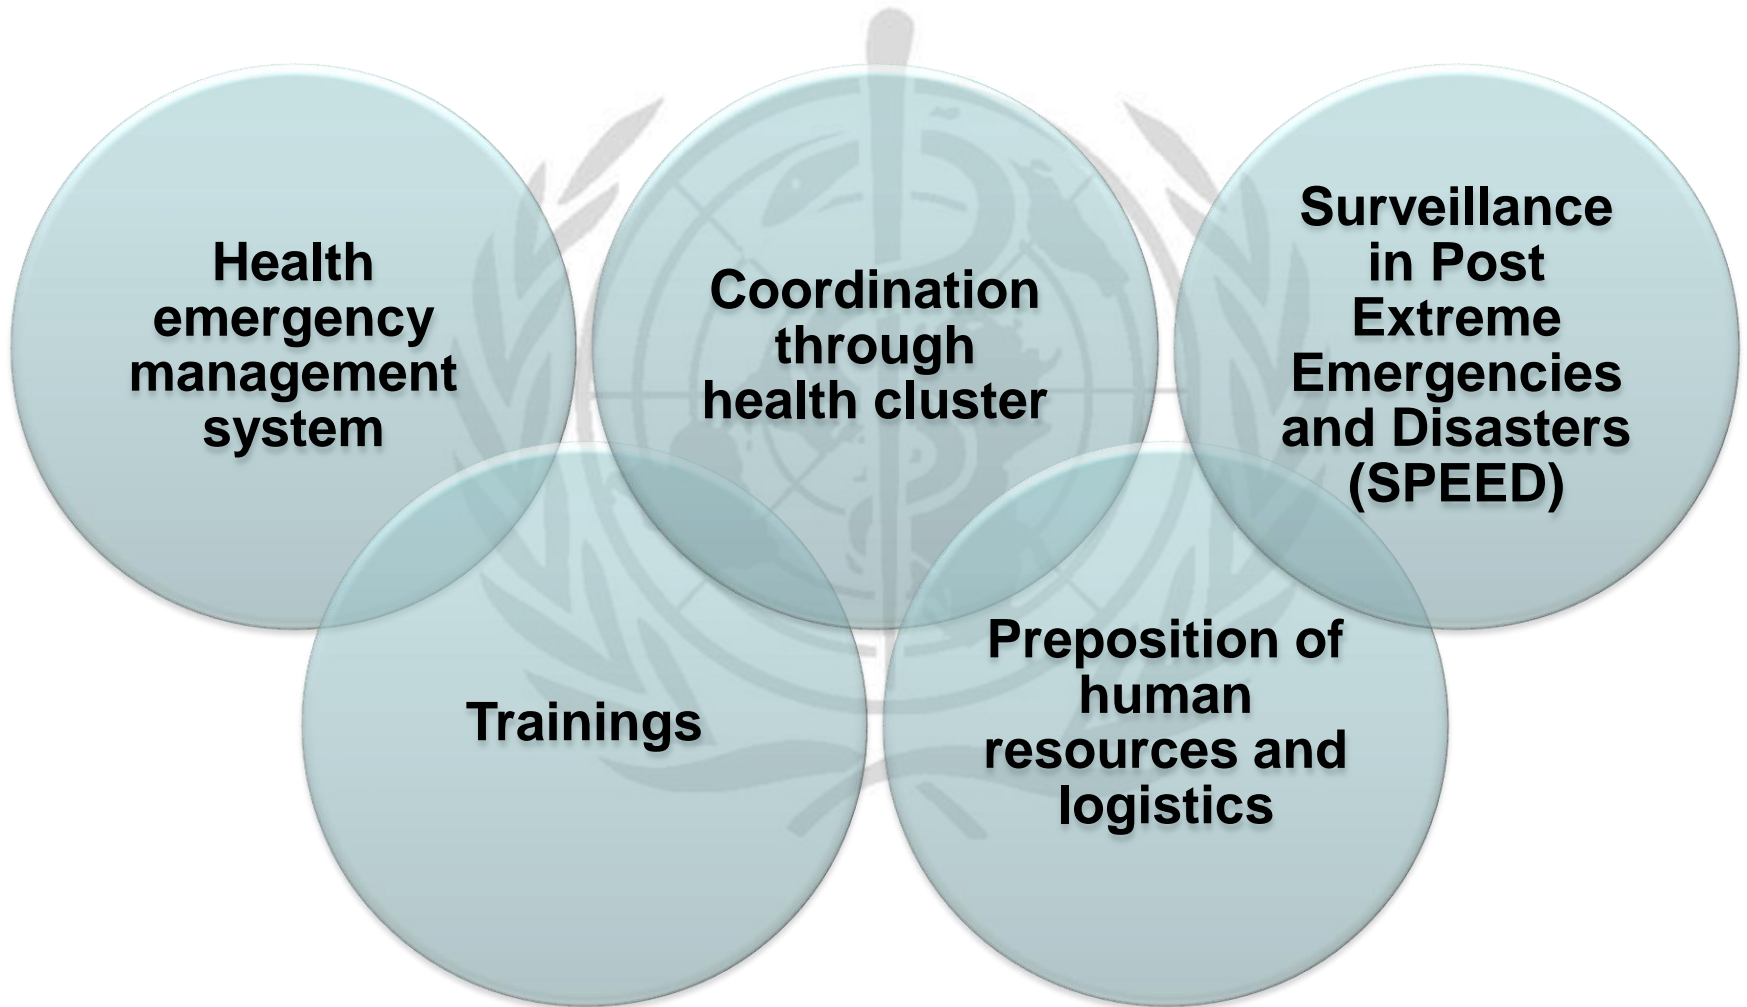 Health
emergency
management
system
Coordination
through
health cluster
Surveillance
in Post
Extreme
Emergencies
and Disasters
(SPEED)
Trainings
Preposition of
human
resources and
logistics